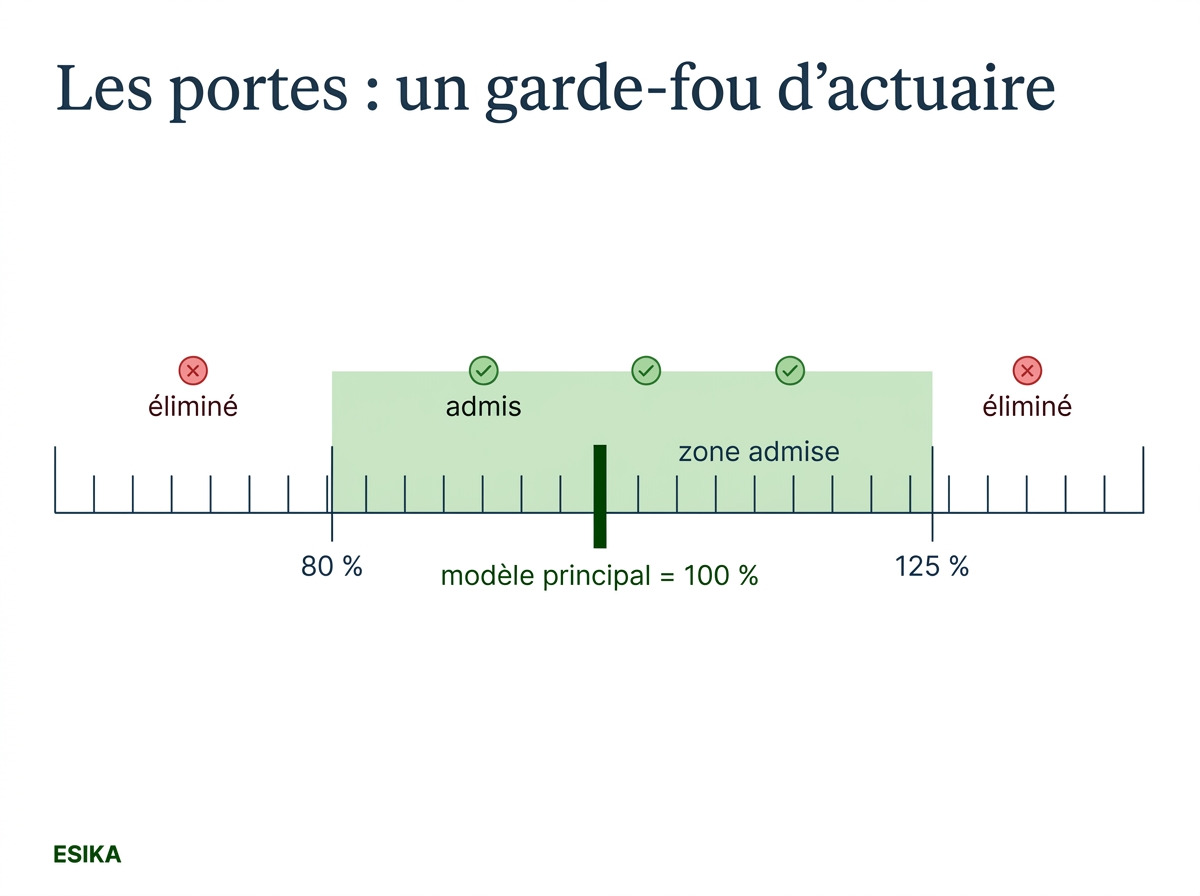 Les portes : un garde-fou d’actuaire
éliminé
admis
éliminé
zone admise
80 %
modèle principal = 100 %
125 %
ESIKA